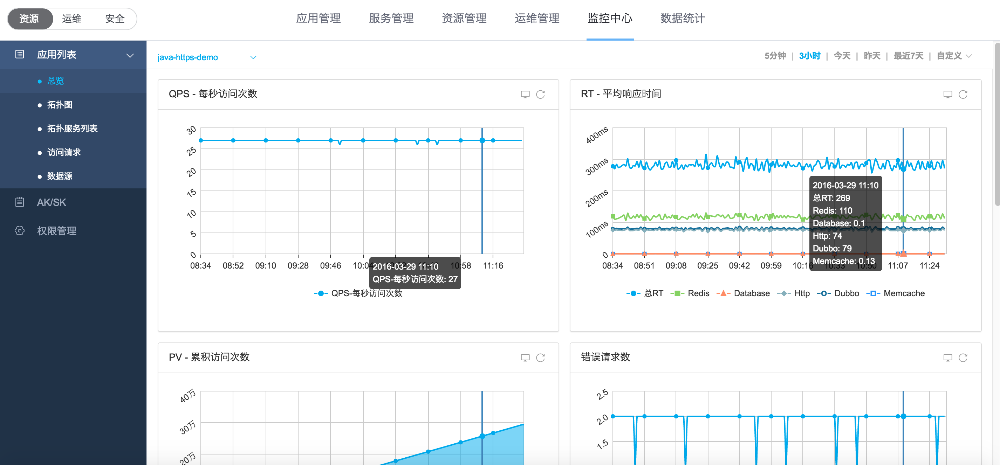 资源 运维 安全
应用管理 服务管理 资源管理 运维管理 监控中心 数据统计
应用列表
总览
拓扑图
拓扑服务列表
访问请求
数据源
AK/SK
权限管理
java-https-demo
5分钟 | 3小时 | 今天 | 昨天 | 最近7天 | 自定义
QPS - 每秒访问次数
30
25
20
15
10
5
0
08:34 08:52 09:10 09:28 09:46 10:04 10:58 11:16
2016-03-29 11:10
QPS-每秒访问次数: 27
QPS-每秒访问次数
RT - 平均响应时间
400ms
300ms
200ms
100ms
0
08:34 08:51 09:08 09:25 09:42 09:59 10:16 10:33 10:50 11:07 11:24
2016-03-29 11:10
总RT: 269
Redis: 110
Database: 0.1
Http: 74
Dubbo: 79
Memcache: 0.13
总RT Redis Database Http Dubbo Memcache
PV - 累积访问次数
40万
30万
20万
错误请求数
2.5
2.0
1.5